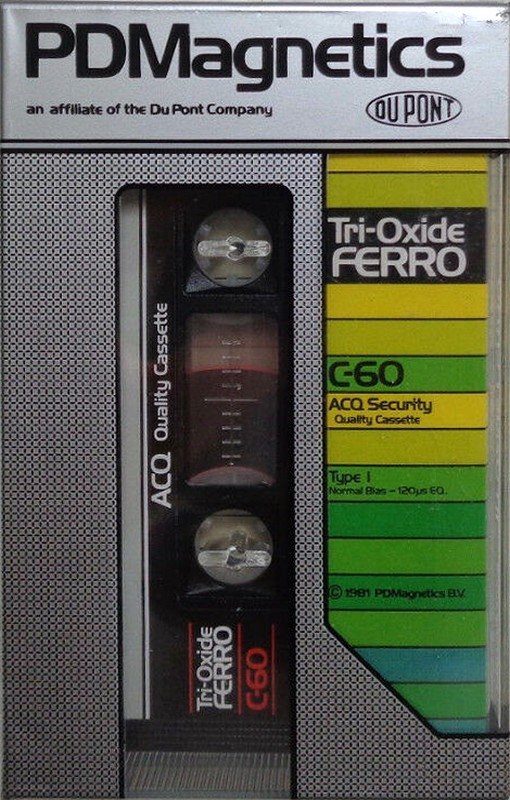 PDMagnetics
an affiliate of the Du Pont Company
DU PONT
Tri-Oxide
FERRO
C-60
ACQ Security
Quality Cassette
Type I
Normal Bias – 120µs EQ.
© 1981 PDMagnetics B.V.
ACQ Quality Cassette
Tri-Oxide
FERRO
C-60